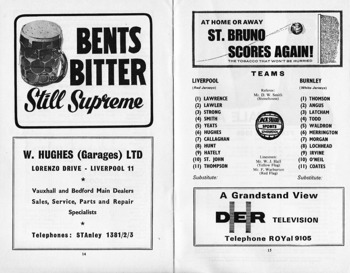 BENTS
BITTER
Still Supreme
W. HUGHES (Garages) LTD
LORENZO DRIVE - LIVERPOOL 11
Vauxhall and Bedford Main Dealers
Sales, Service, Parts and Repair
Specialists
Telephones: STAnley 1381/2/3
14
AT HOME OR AWAY
ST. BRUNO
SCORES AGAIN!
THE TOBACCO THAT WON'T BE HURRIED
TEAMS
LIVERPOOL
(Red Jerseys)
(1) LAWRENCE
(2) LAWLER
(3) STRONG
(4) SMITH
(5) YEATS
(6) HUGHES
(7) CALLAGHAN
(8) HUNT
(9) HATELY
(10) ST. JOHN
(11) THOMPSON
Substitute:
Referee:
Mr. D. W. Smith
(Stonehouse)
SPORTS
Linesmen:
Mr. W. J. Hall
(Yellow Flag)
(Red Flag)
BURNLEY
(White Jerseys)
(1) THOMSON
(2) ANGUS
(3) LATCHAM
(4) TODD
(5) WALDRON
(6) MERRINGTON
(7) MORGAN
(8) LOCKHEAD
(9) IRVINE
(10) O'NEIL
(11) COATES
Substitute:
A Grandstand View
DER TELEVISION
Telephone ROYal 9105
15